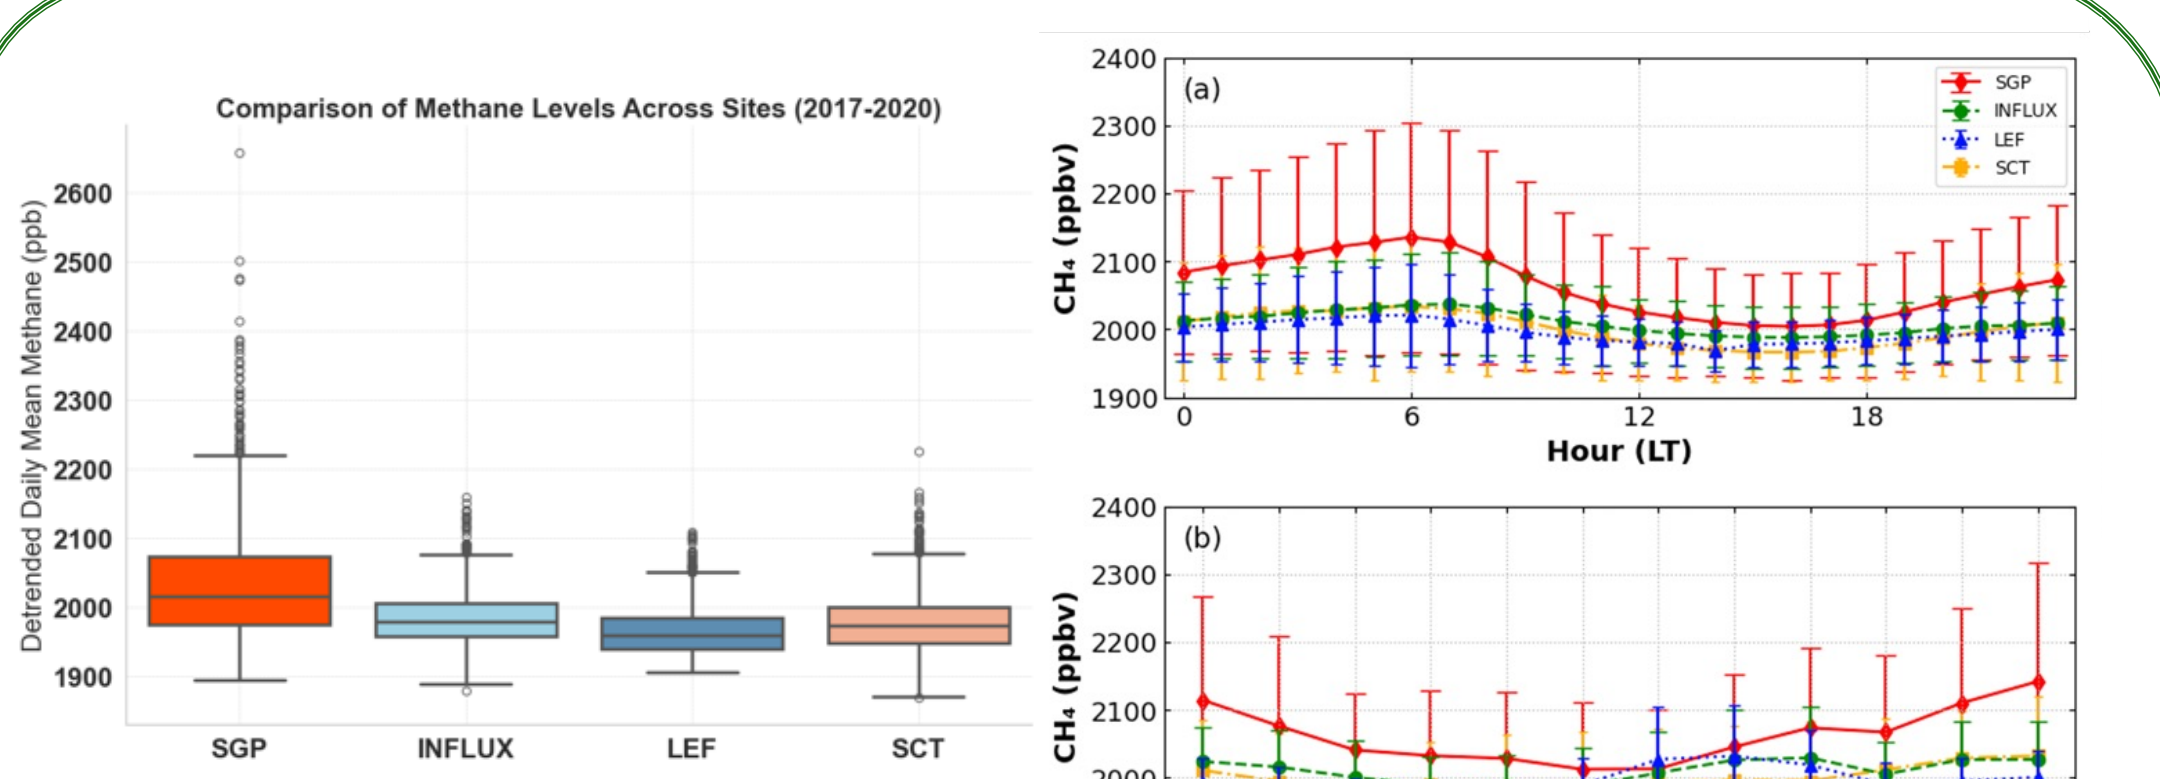 Comparison of Methane Levels Across Sites (2017-2020)
Detrended Daily Mean Methane (ppb)
2600
2500
2400
2300
2200
2100
2000
1900
SGP INFLUX LEF SCT
(a)
CH₄ (ppbv)
2400
2300
2200
2100
2000
1900
0 6 12 18
Hour (LT)
SGP
INFLUX
LEF
SCT
(b)
CH₄ (ppbv)
2400
2300
2200
2100
2000